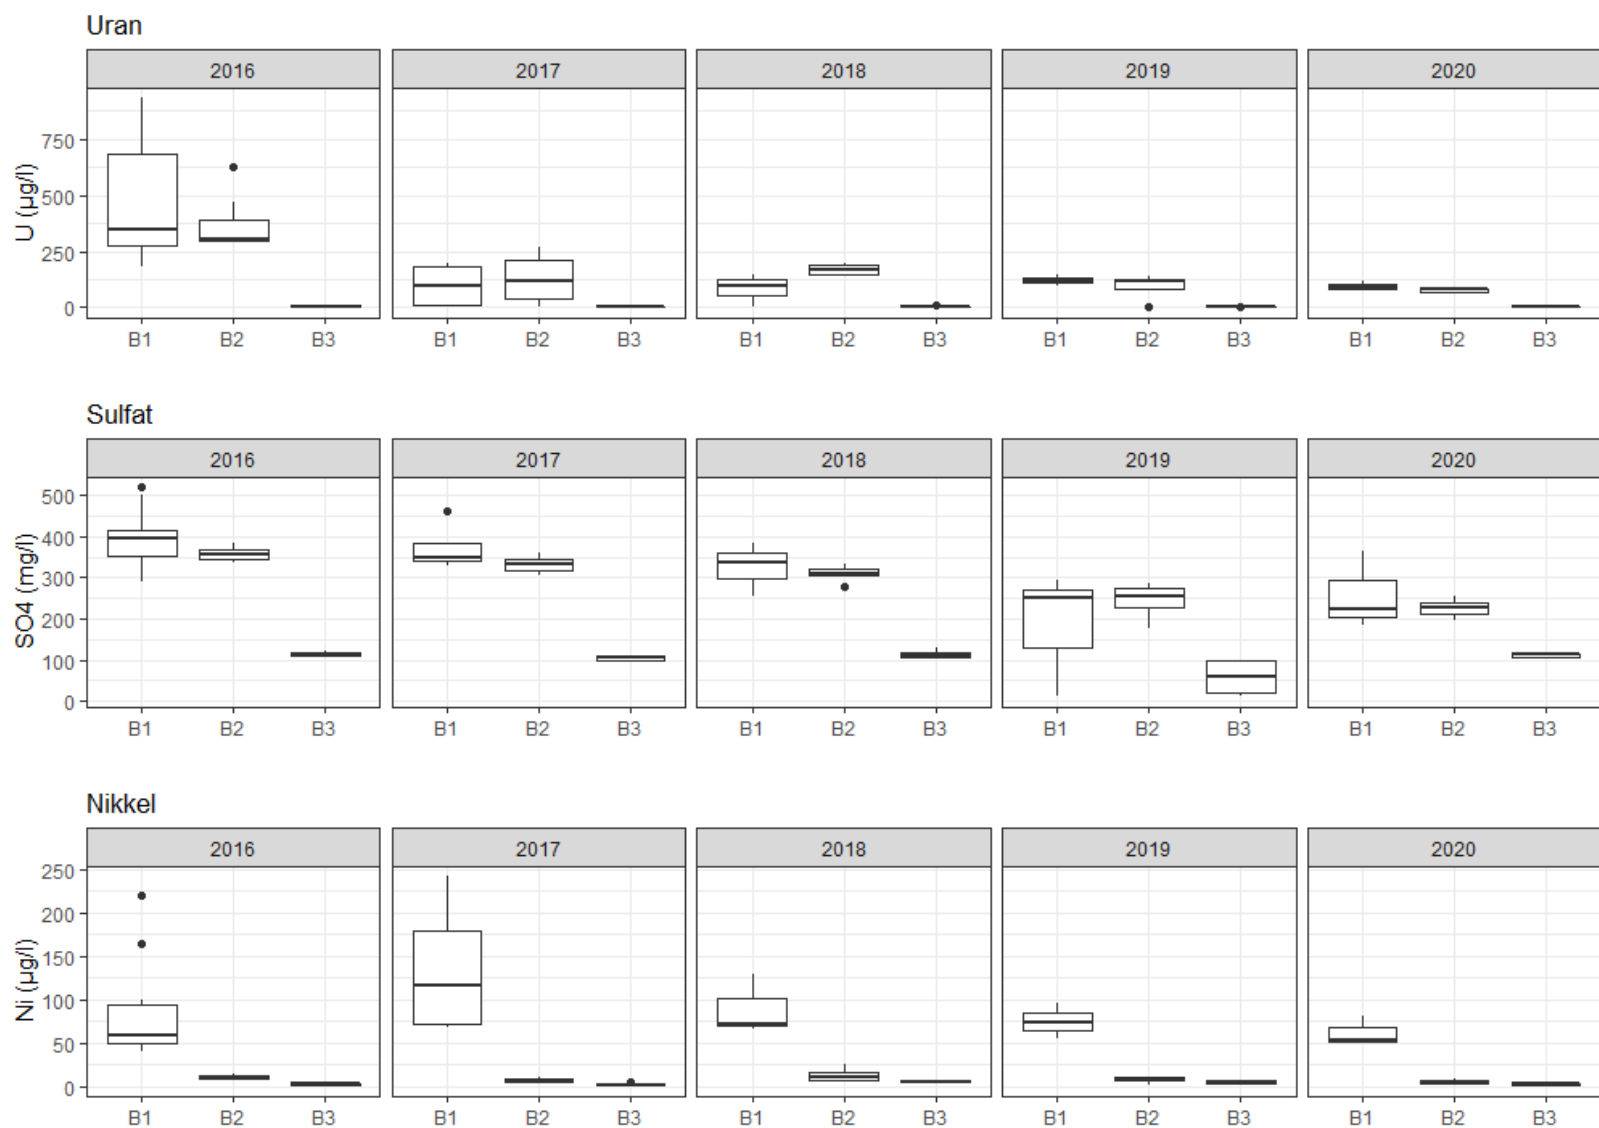 Uran
2016 2017 2018 2019 2020
U (µg/l)
750
500
250
0
B1 B2 B3 B1 B2 B3 B1 B2 B3 B1 B2 B3 B1 B2 B3
Sulfat
2016 2017 2018 2019 2020
SO4 (mg/l)
500
400
300
200
100
0
B1 B2 B3 B1 B2 B3 B1 B2 B3 B1 B2 B3 B1 B2 B3
Nikkel
2016 2017 2018 2019 2020
Ni (µg/l)
250
200
150
100
50
0
B1 B2 B3 B1 B2 B3 B1 B2 B3 B1 B2 B3 B1 B2 B3